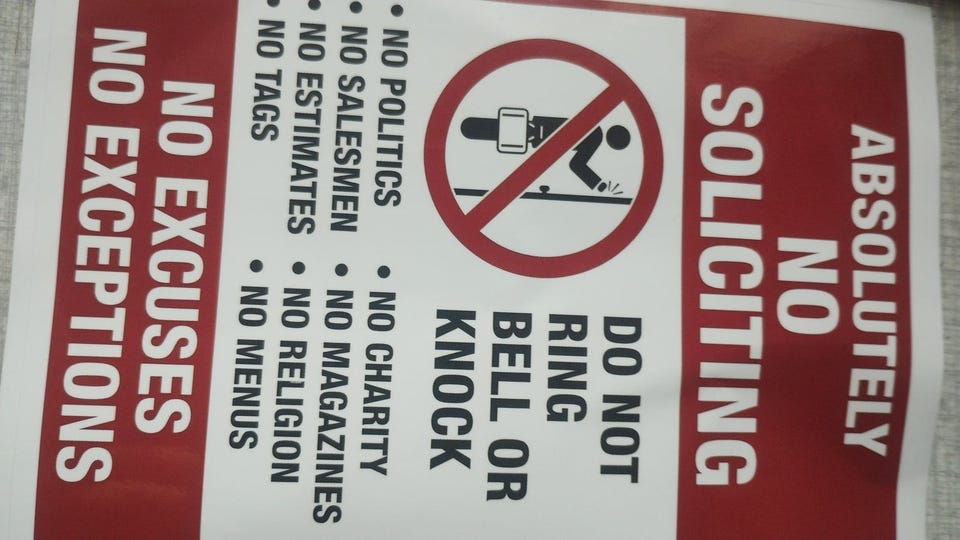 ABSOLUTELY
NO
SOLICITING
DO NOT
RING
BELL OR
KNOCK
• NO POLITICS
• NO SALESMEN
• NO ESTIMATES
• NO TAGS
• NO CHARITY
• NO MAGAZINES
• NO RELIGION
• NO MENUS
NO EXCUSES
NO EXCEPTIONS